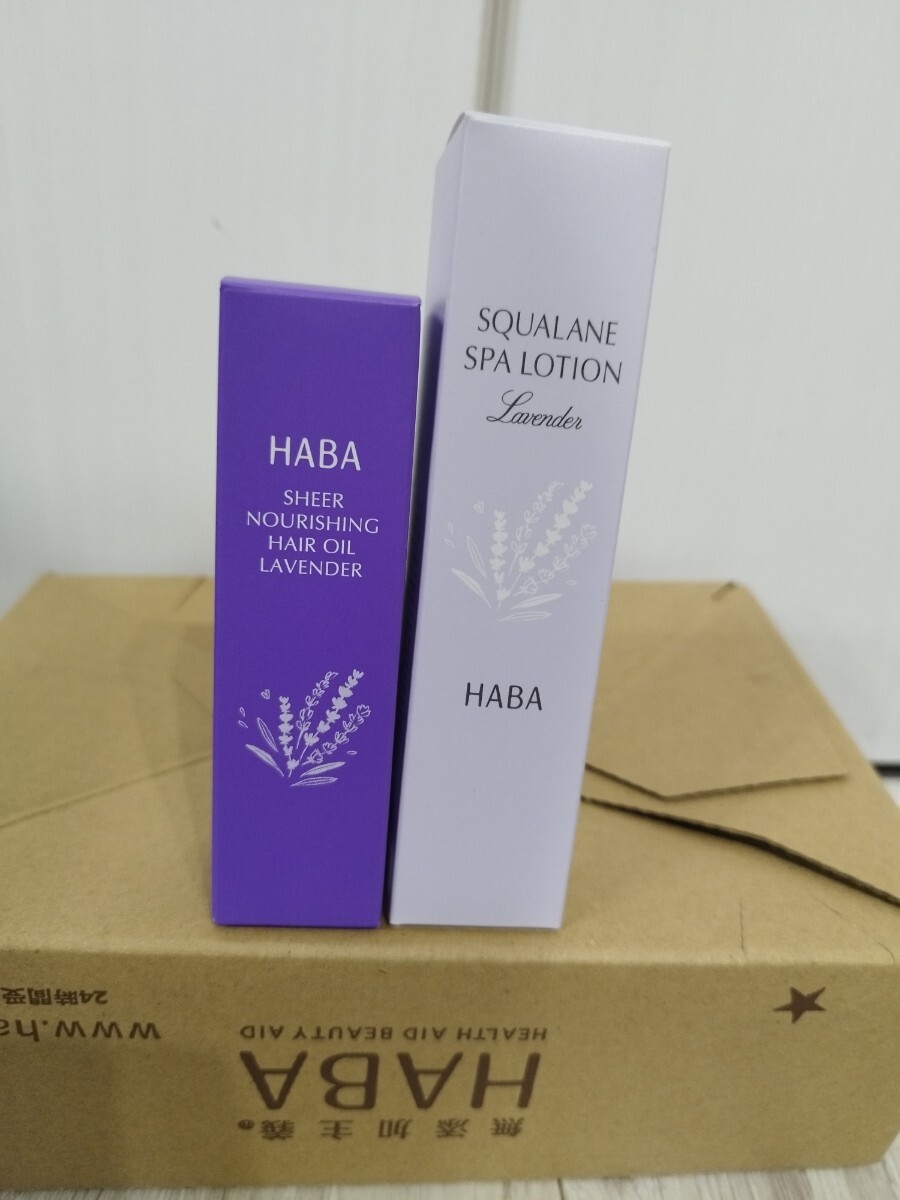 HABA
SHEER
NOURISHING
HAIR OIL
LAVENDER
SQUALANE
SPA LOTION
Lavender
HABA
無添加主義®
HABA
HEALTH AID BEAUTY AID
www.ha
24時間受